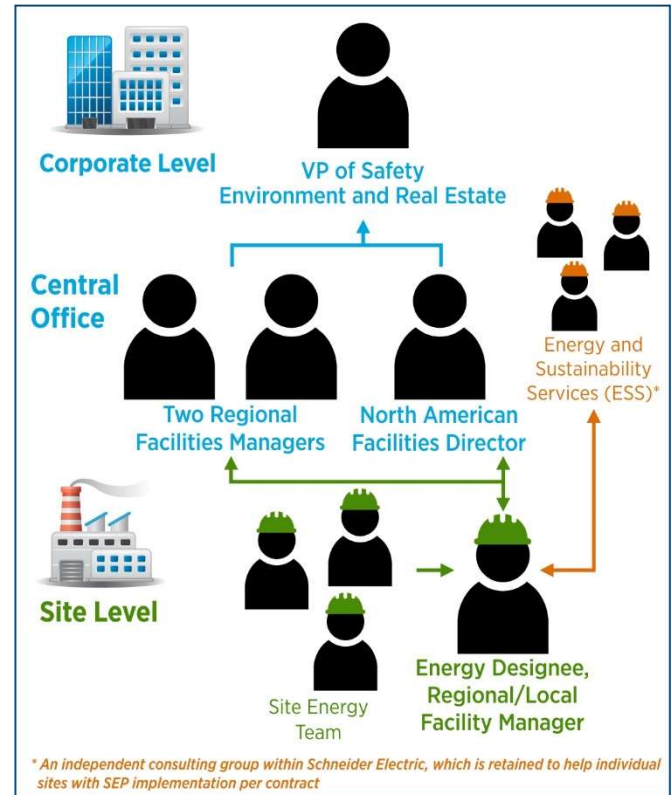 Corporate Level
VP of Safety
Environment and Real Estate
Central
Office
Two Regional
Facilities Managers
North American
Facilities Director
Energy and
Sustainability
Services (ESS)*
Site Level
Site Energy
Team
Energy Designee,
Regional/Local
Facility Manager
* An independent consulting group within Schneider Electric, which is retained to help individual
sites with SEP implementation per contract